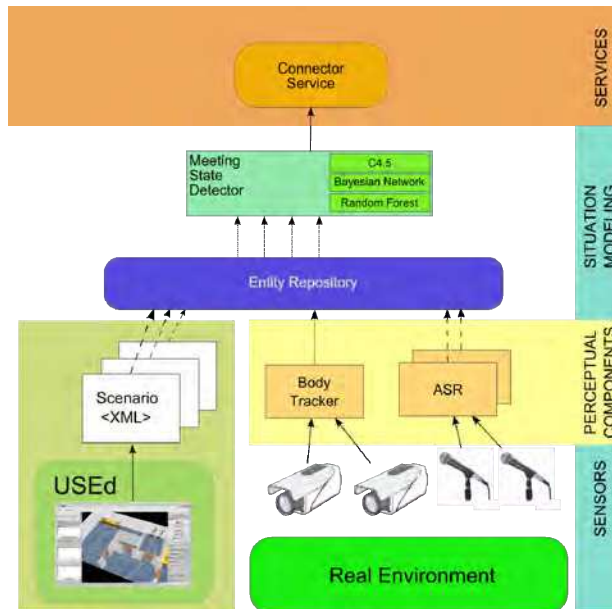 Connector
Service
SERVICES
Meeting
State
Detector
C4.5
Bayesian Network
Random Forest
SITUATION
MODELING
Entity Repository
Scenario
<XML>
Body
Tracker
ASR
PERCEPTUAL
COMPONENTS
USEd
SENSORS
Real Environment